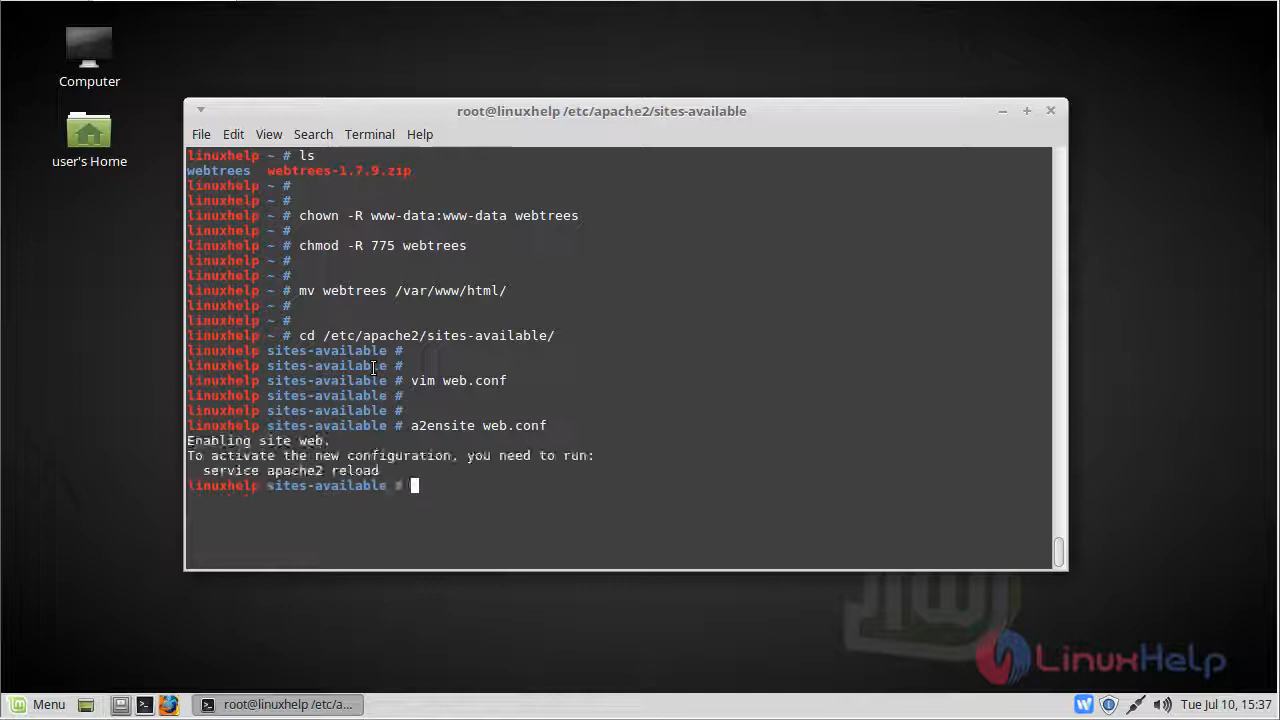 Computer
user's Home
root@linuxhelp /etc/apache2/sites-available
File Edit View Search Terminal Help
linuxhelp ~ # ls
webtrees webtrees-1.7.9.zip
linuxhelp ~ #
linuxhelp ~ #
linuxhelp ~ # chown -R www-data:www-data webtrees
linuxhelp ~ #
linuxhelp ~ # chmod -R 775 webtrees
linuxhelp ~ #
linuxhelp ~ #
linuxhelp ~ # mv webtrees /var/www/html/
linuxhelp ~ #
linuxhelp ~ #
linuxhelp ~ # cd /etc/apache2/sites-available/
linuxhelp sites-available #
linuxhelp sites-available #
linuxhelp sites-available # vim web.conf
linuxhelp sites-available #
linuxhelp sites-available #
linuxhelp sites-available # a2ensite web.conf
Enabling site web.
To activate the new configuration, you need to run:
service apache2 reload
linuxhelp sites-available #
LinuxHelp
Menu root@linuxhelp /etc/a... W Tue Jul 10, 15:37